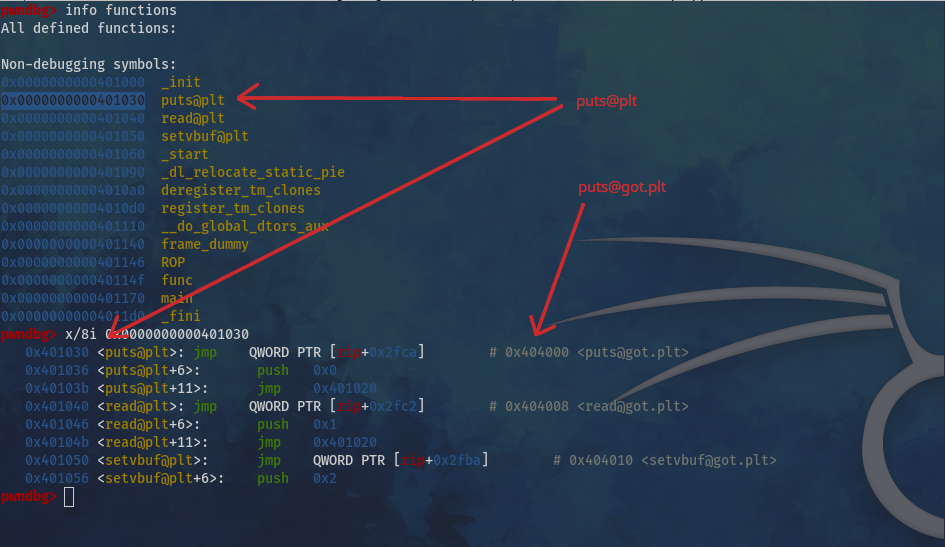 pwndbg> info functions
All defined functions:
Non-debugging symbols:
0x0000000000401000 _init
0x0000000000401030 puts@plt
puts@plt
0x0000000000401040 read@plt
0x0000000000401050 setvbuf@plt
0x0000000000401060 _start
0x0000000000401090 _dl_relocate_static_pie
0x00000000004010a0 deregister_tm_clones
puts@got.plt
0x00000000004010d0 register_tm_clones
0x0000000000401110 __do_global_dtors_aux
0x0000000000401140 frame_dummy
0x0000000000401146 ROP
0x000000000040114f func
0x0000000000401170 main
0x00000000004011d0 _fini
pwndbg> x/8i 0x0000000000401030
0x401030 <puts@plt>: jmp QWORD PTR [rip+0x2fca] # 0x404000 <puts@got.plt>
0x401036 <puts@plt+6>: push 0x0
0x40103b <puts@plt+11>: jmp 0x401020
0x401040 <read@plt>: jmp QWORD PTR [rip+0x2fc2] # 0x404008 <read@got.plt>
0x401046 <read@plt+6>: push 0x1
0x40104b <read@plt+11>: jmp 0x401020
0x401050 <setvbuf@plt>: jmp QWORD PTR [rip+0x2fba] # 0x404010 <setvbuf@got.plt>
0x401056 <setvbuf@plt+6>: push 0x2
pwndbg>